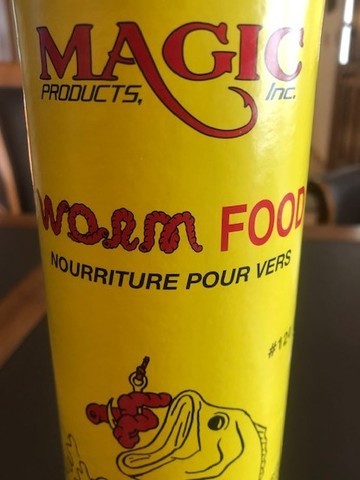 MAGIC
PRODUCTS, Inc.
worm FOOD
NOURRITURE POUR VERS